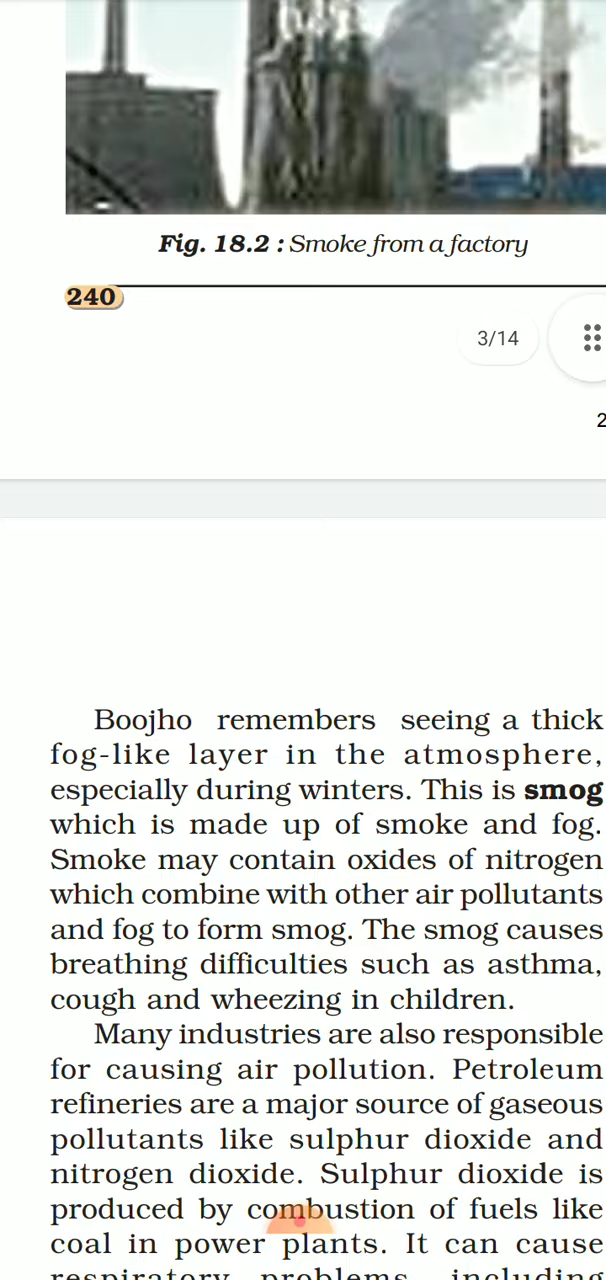 Fig. 18.2 : Smoke from a factory
240
3/14
2
Boojho remembers seeing a thick
fog-like layer in the atmosphere,
especially during winters. This is smog
which is made up of smoke and fog.
Smoke may contain oxides of nitrogen
which combine with other air pollutants
and fog to form smog. The smog causes
breathing difficulties such as asthma,
cough and wheezing in children.
Many industries are also responsible
for causing air pollution. Petroleum
refineries are a major source of gaseous
pollutants like sulphur dioxide and
nitrogen dioxide. Sulphur dioxide is
produced by combustion of fuels like
coal in power plants. It can cause
respiratory problems, including